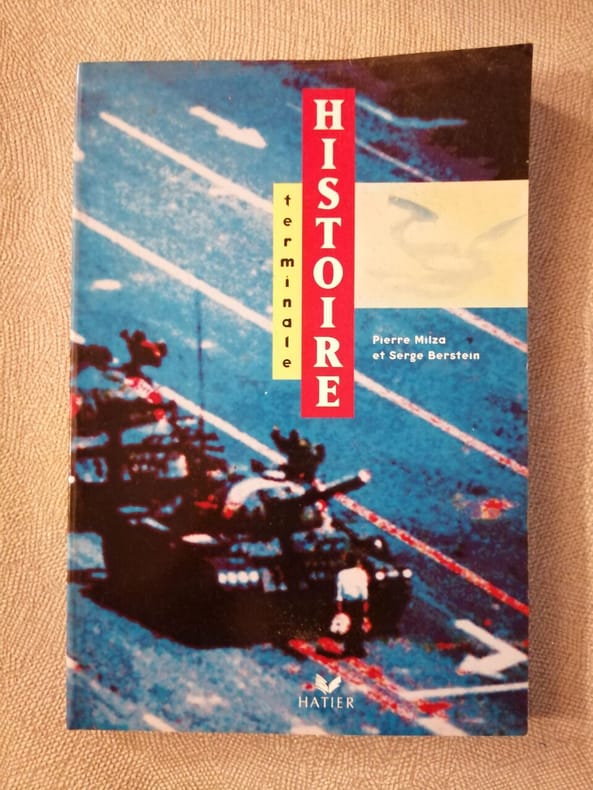 HISTOIRE
terminale
Pierre Milza
et Serge Berstein
HATIER